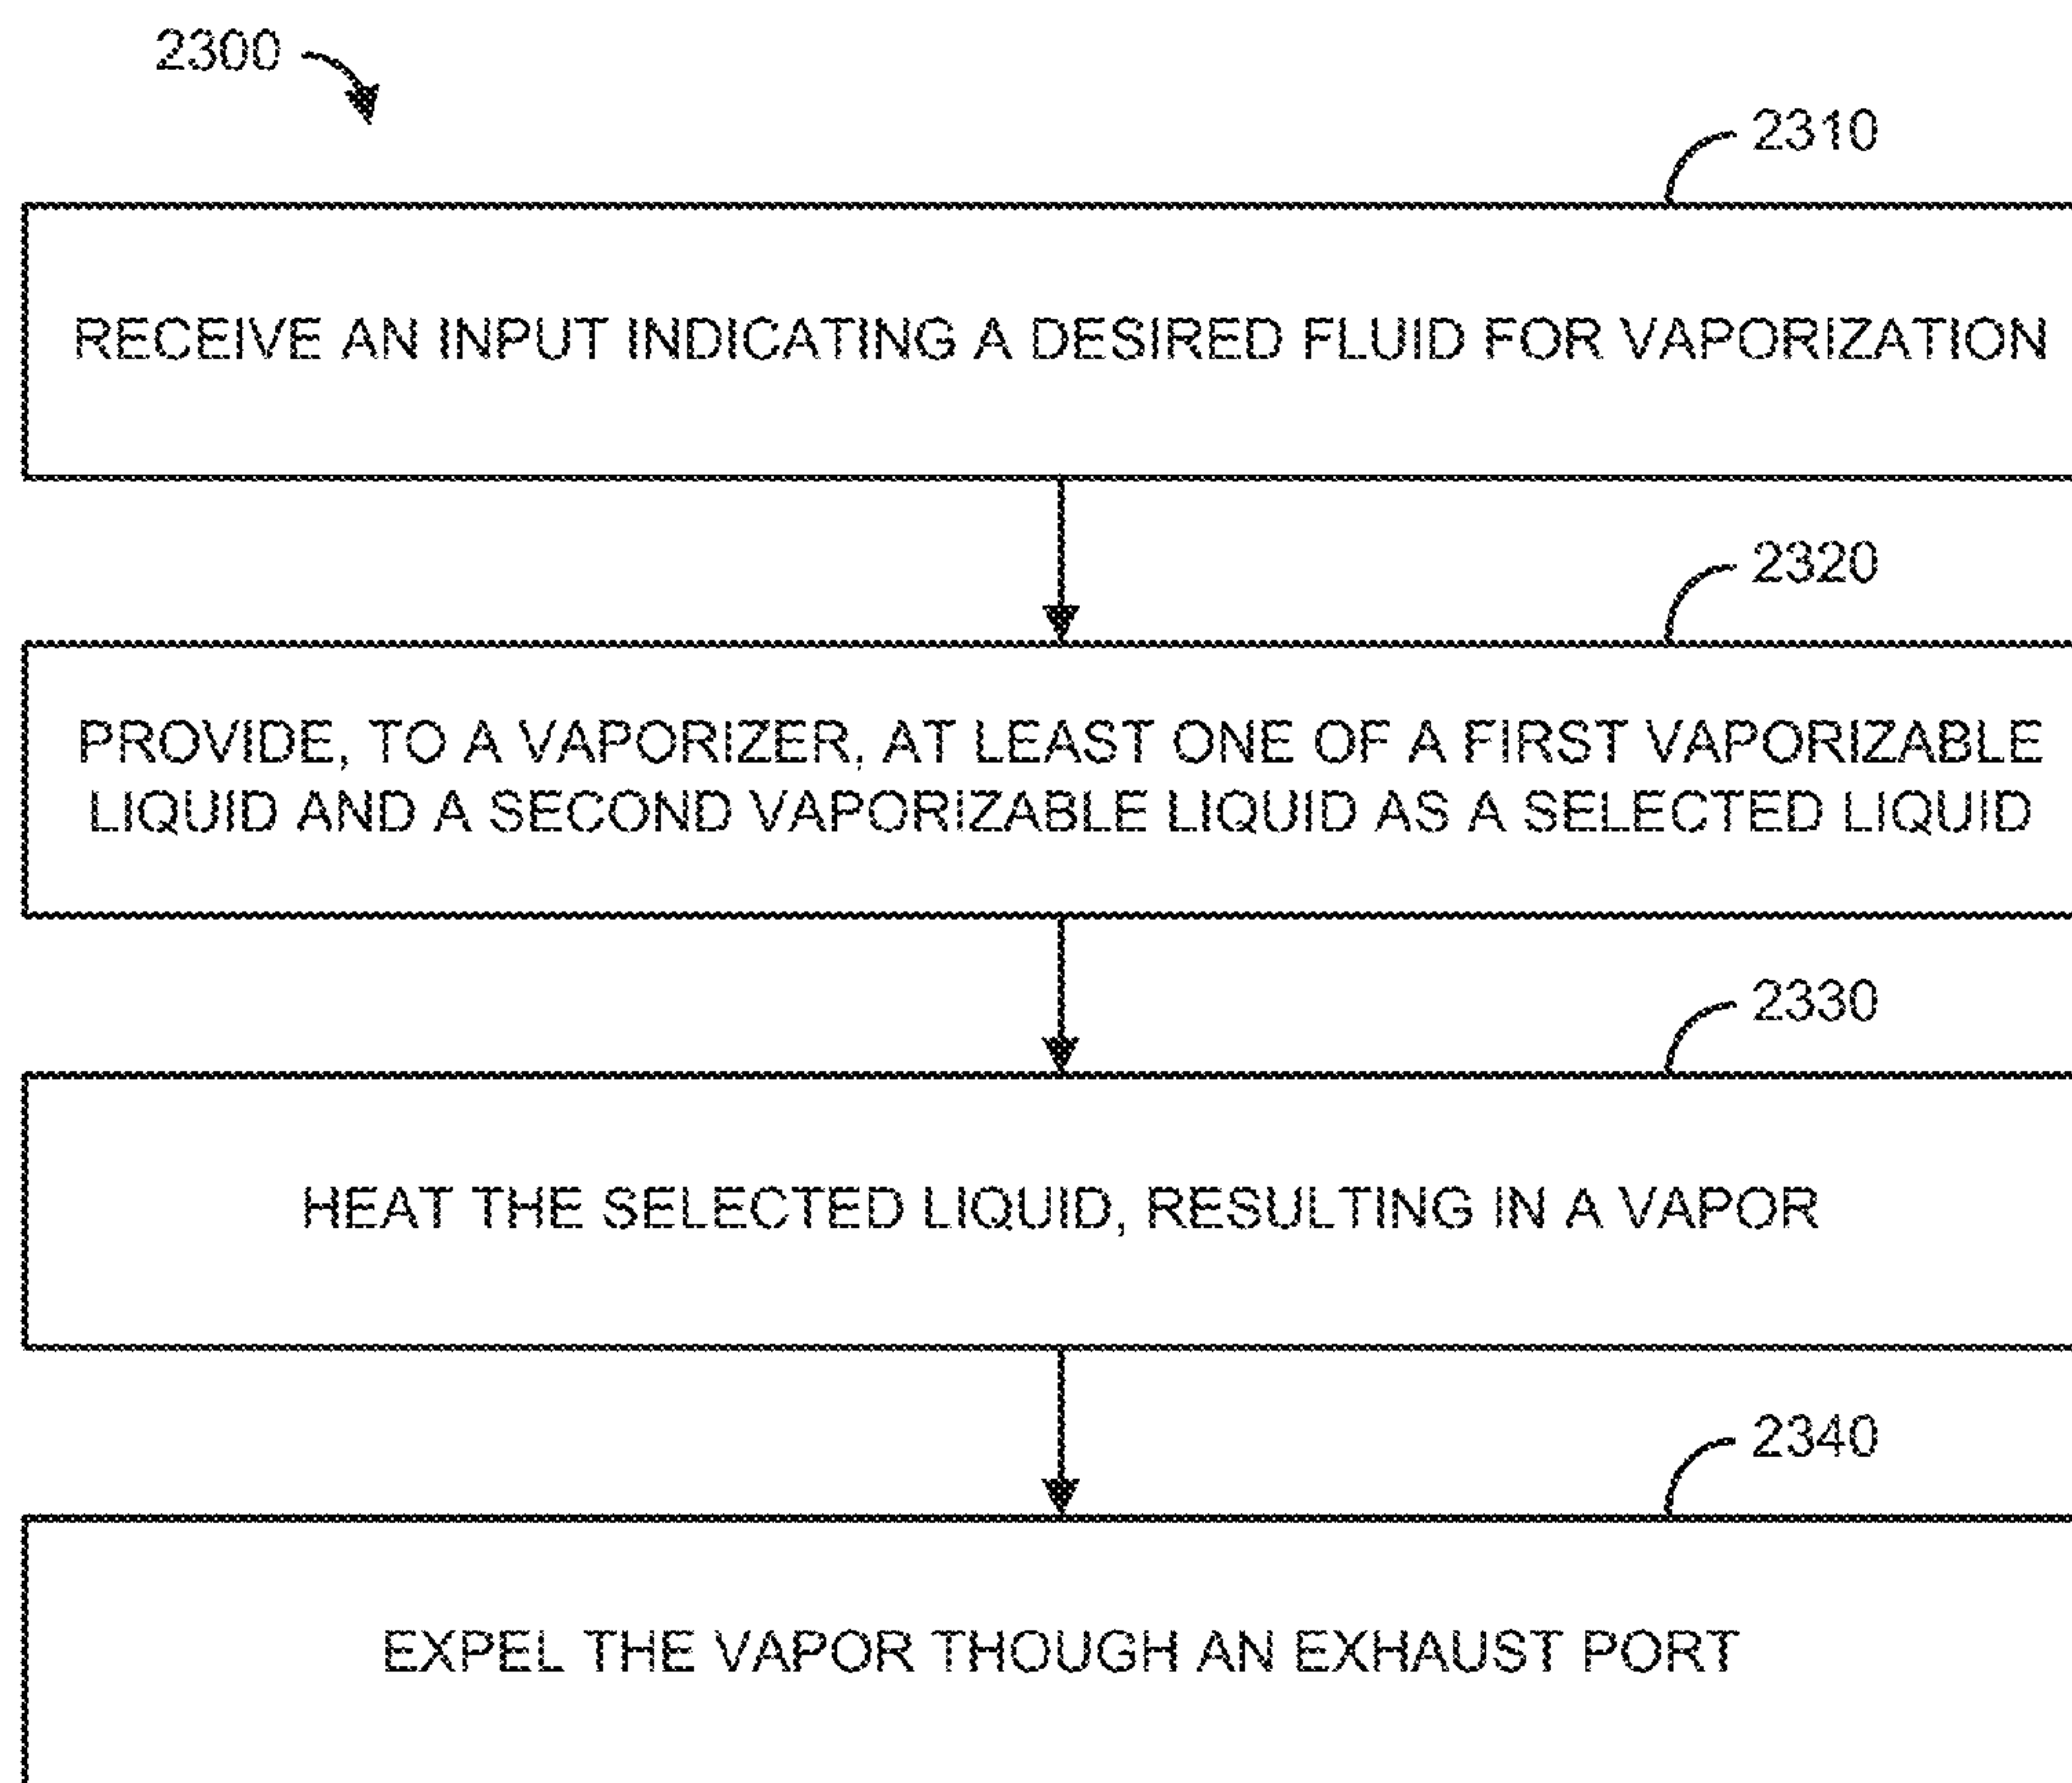 2300
2310
RECEIVE AN INPUT INDICATING A DESIRED FLUID FOR VAPORIZATION
2320
PROVIDE, TO A VAPORIZER, AT LEAST ONE OF A FIRST VAPORIZABLE
LIQUID AND A SECOND VAPORIZABLE LIQUID AS A SELECTED LIQUID
2330
HEAT THE SELECTED LIQUID, RESULTING IN A VAPOR
2340
EXPEL THE VAPOR THOUGH AN EXHAUST PORT